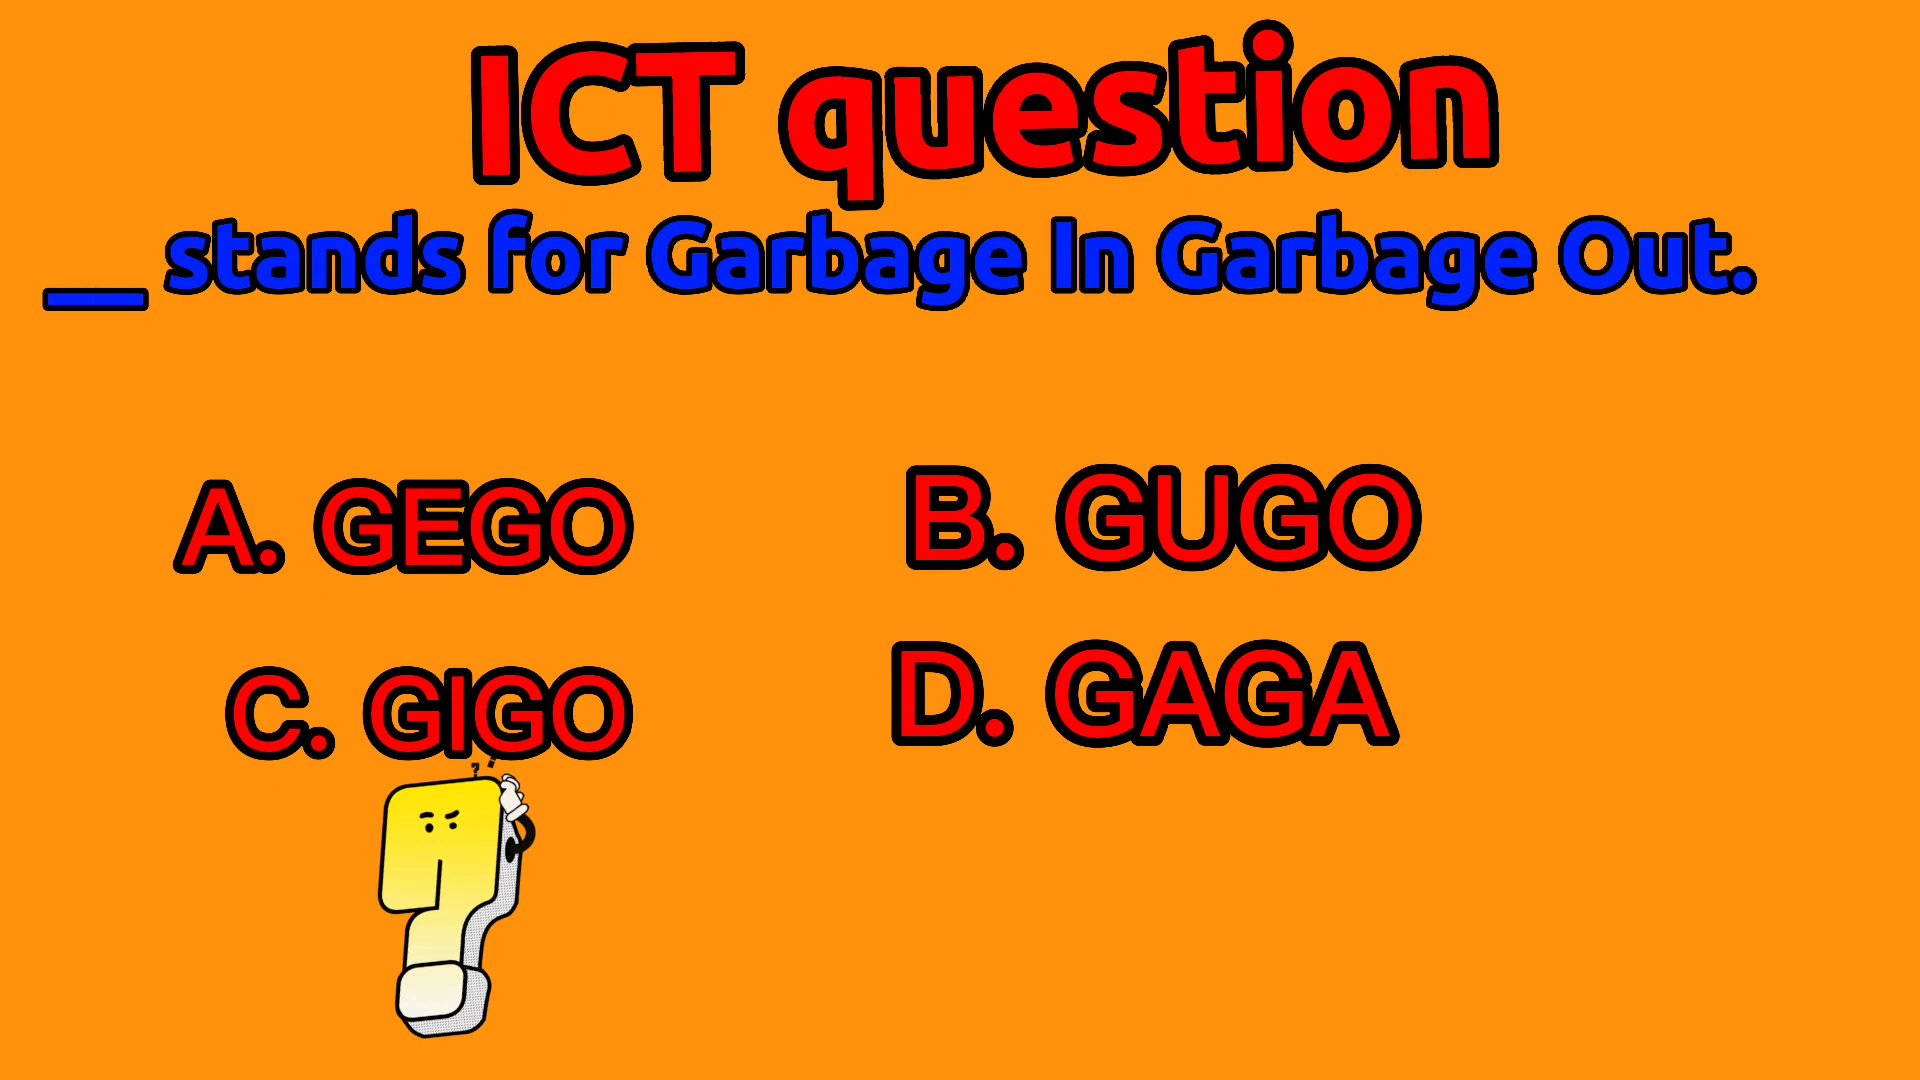 ICT question
__ stands for Garbage In Garbage Out.
A. GEGO
B. GUGO
C. GIGO
D. GAGA
?